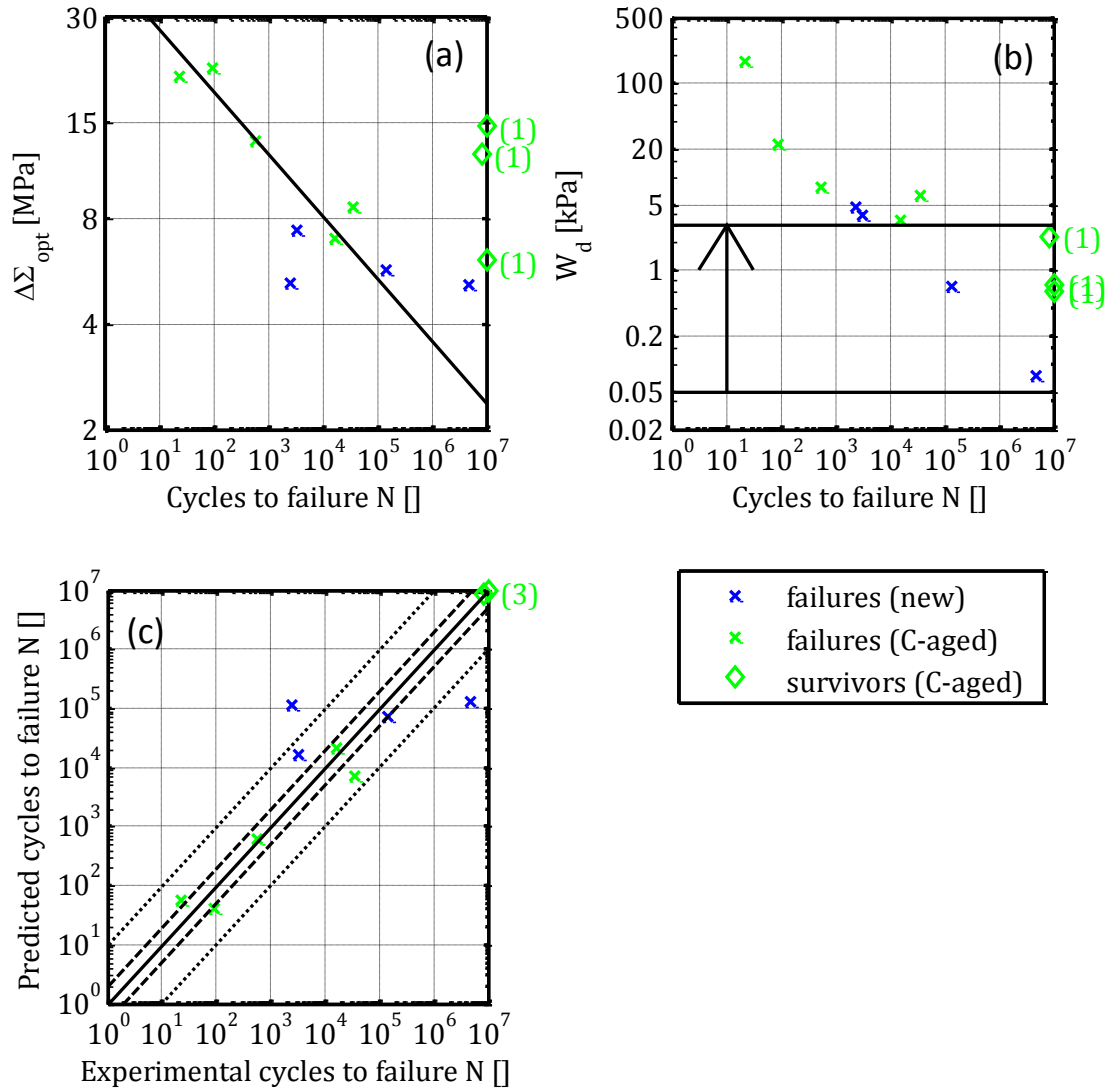 (a)
30
15
8
4
2
ΔΣ_opt [MPa]
(1)
(1)
(1)
10^0 10^1 10^2 10^3 10^4 10^5 10^6 10^7
Cycles to failure N []
(b)
500
100
20
5
1
0.2
0.05
0.02
W_d [kPa]
(1)
(1)
(1)
10^0 10^1 10^2 10^3 10^4 10^5 10^6 10^7
Cycles to failure N []
(c)
10^7
10^6
10^5
10^4
10^3
10^2
10^1
10^0
Predicted cycles to failure N []
(3)
10^0 10^1 10^2 10^3 10^4 10^5 10^6 10^7
Experimental cycles to failure N []
failures (new)
failures (C-aged)
survivors (C-aged)